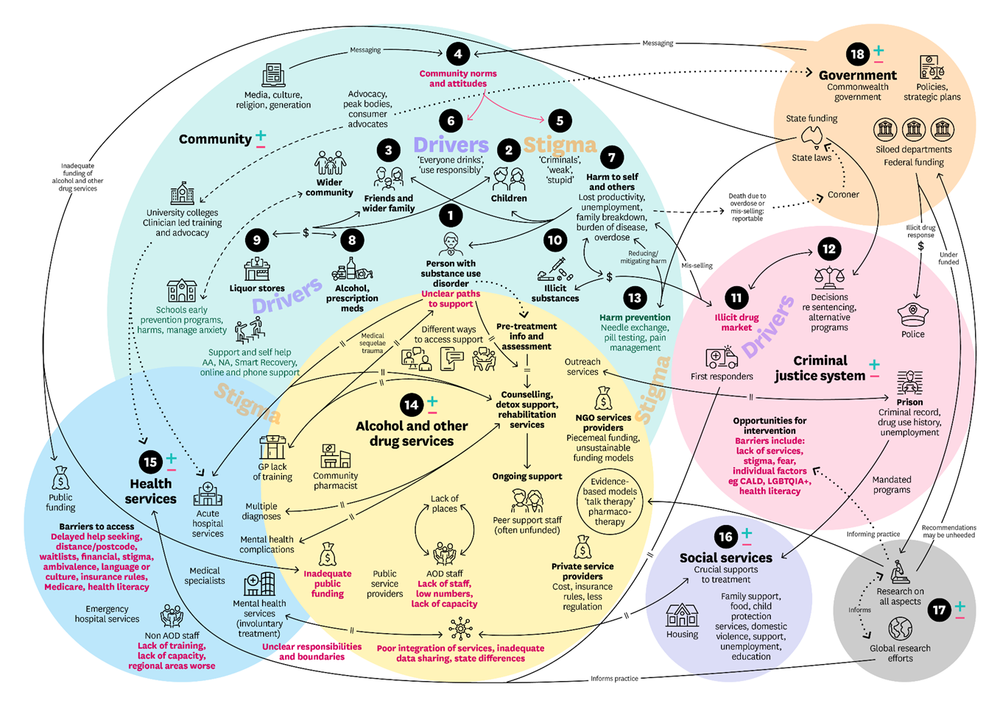 Messaging
4
Community norms
and attitudes
Media, culture,
religion, generation
Advocacy,
peak bodies,
consumer
advocates
Community
+
−
6
Drivers
‘Everyone drinks’,
‘use responsibly’
5
Stigma
‘Criminals’,
‘weak’,
‘stupid’
3
Friends and
wider family
2
Children
7
Harm to self
and others
Lost productivity,
unemployment,
family breakdown,
burden of disease,
overdose
Wider
community
University colleges
Clinician led training
and advocacy
Inadequate
funding of
alcohol and other
drug services
1
Person with
substance use
disorder
Unclear paths
to support
9
Liquor stores
$
8
Alcohol,
prescription
meds
Drivers
10
Illicit
substances
$
Reducing/
mitigating harm
Mis-selling
13
Harm prevention
Needle exchange,
pill testing, pain
management
Schools early
prevention programs,
harms, manage anxiety
Support and self help
AA, NA, Smart Recovery,
online and phone support
Stigma
Stigma
Messaging
18
+
−
Government
Commonwealth
government
Policies,
strategic plans
State funding
State laws
Siloed departments
Federal funding
Coroner
Death due to
overdose or
mis-selling:
reportable
Illicit drug
response
$
Under
funded
12
Decisions
re sentencing,
alternative
programs
11
Illicit drug
market
Drivers
Police
First responders
Criminal
justice system
+
−
Prison
Criminal record,
drug use history,
unemployment
Opportunities for
intervention
Barriers include:
lack of services,
stigma, fear,
individual factors
eg CALD, LGBTQIA+,
health literacy
Mandated
programs
Medical
sequelae
trauma
Different ways
to access support
Pre-treatment
info and
assessment
Outreach
services
14
+
−
Alcohol and other
drug services
Counselling,
detox support,
rehabilitation
services
NGO services
providers
Piecemeal funding,
unsustainable
funding models
GP lack
of training
Community
pharmacist
Ongoing support
Peer support staff
(often unfunded)
Evidence-
based models
‘talk therapy’
pharmaco-
therapy
Multiple
diagnoses
Mental health
complications
Lack of
places
AOD staff
Lack of staff,
low numbers,
lack of capacity
Inadequate
public
funding
Public
service
providers
Private service
providers
Cost, insurance
rules, less
regulation
Poor integration of services, inadequate
data sharing, state differences
Unclear responsibilities
and boundaries
15
+
−
Health
services
Public
funding
Acute
hospital
services
Barriers to access
Delayed help seeking,
distance/postcode,
waitlists, financial, stigma,
ambivalence, language or
culture, insurance rules,
Medicare, health literacy
Medical
specialists
Emergency
hospital services
Mental health
services
(involuntary
treatment)
Non AOD staff
Lack of training,
lack of capacity,
regional areas worse
16
+
−
Social services
Crucial supports
to treatment
Housing
Family support,
food, child
protection
services, domestic
violence, support,
unemployment,
education
Informing practice
Recommendations
may be unheeded
Research on
all aspects
Informs
17
+
−
Global research
efforts
Informs practice